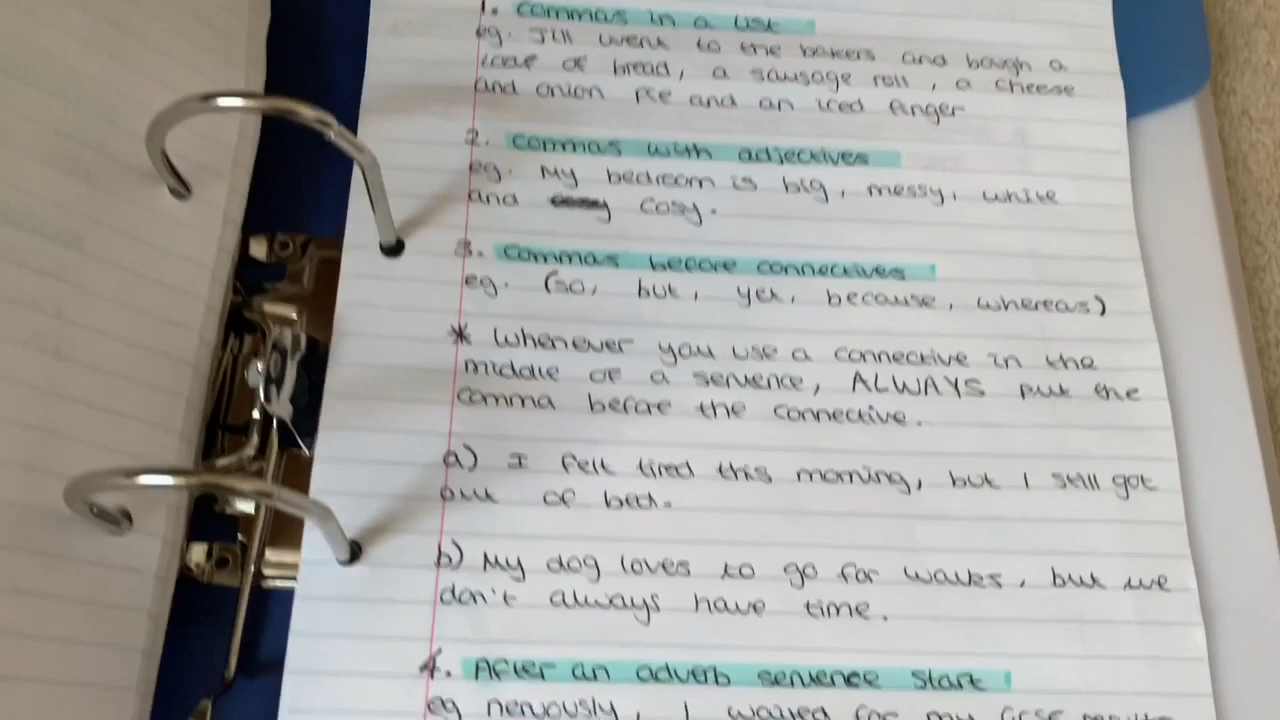 1. commas in a list
eg. Jill went to the bakers and bough a
loaf of bread, a sausage roll, a cheese
and onion pie and an iced finger
2. commas with adjectives
eg. My bedroom is big, messy, white
and cosy.
3. commas before connectives
eg. (so, but, yet, because, whereas)
* Whenever you use a connective in the
middle of a sentence, ALWAYS put the
comma before the connective.
a) I felt tired this morning, but I still got
out of bed.
b) My dog loves to go for walks, but we
don't always have time.
4. After an adverb sentence start
eg nervously, I waited for my GCSE results